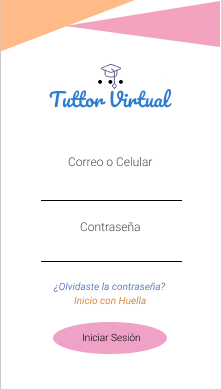 Tuttor Virtual
Correo o Celular
Contraseña
¿Olvidaste la contraseña?
Inicio con Huella
Iniciar Sesión